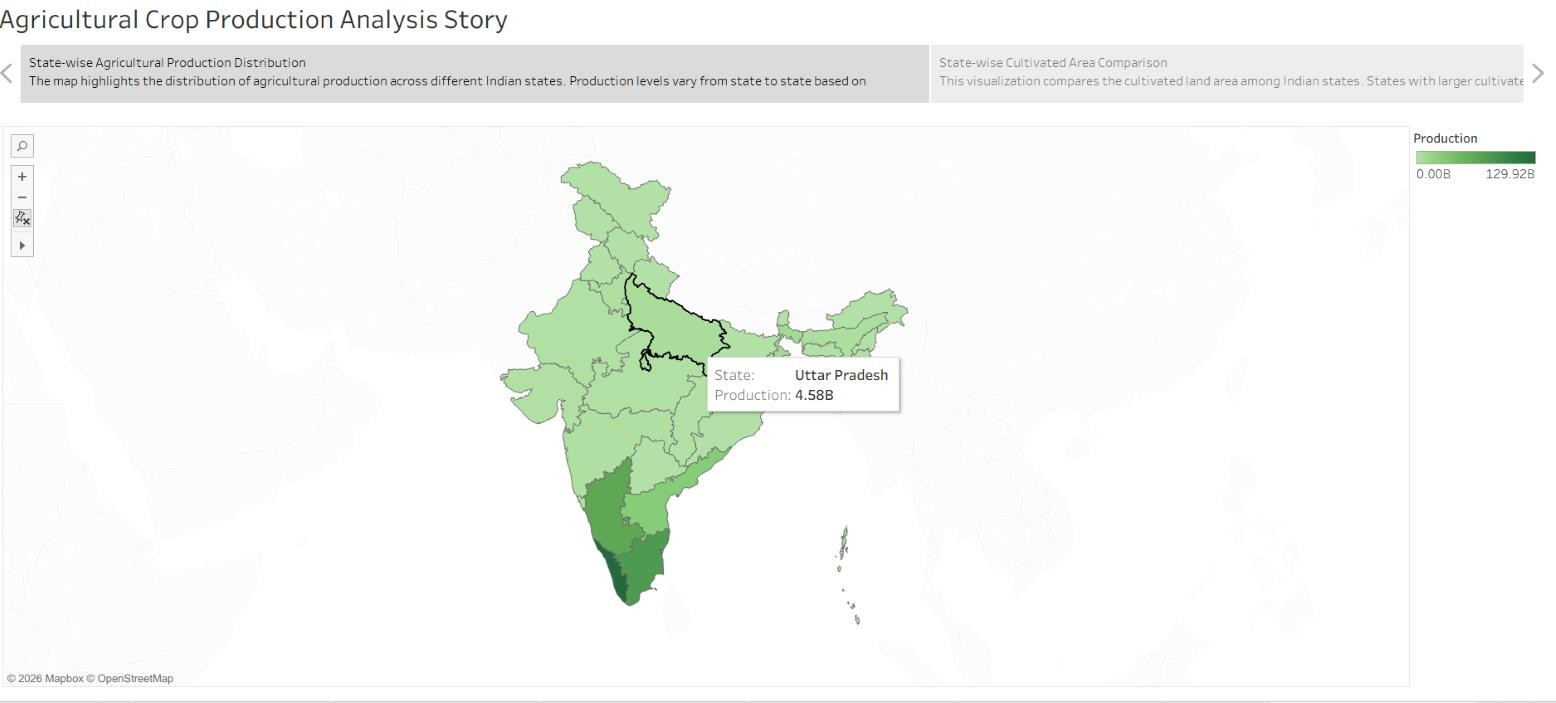 Agricultural Crop Production Analysis Story
State-wise Agricultural Production Distribution
The map highlights the distribution of agricultural production across different Indian states. Production levels vary from state to state based on
State-wise Cultivated Area Comparison
This visualization compares the cultivated land area among Indian states. States with larger cultivate
Production
0.00B 129.92B
State: Uttar Pradesh
Production: 4.58B
© 2026 Mapbox © OpenStreetMap